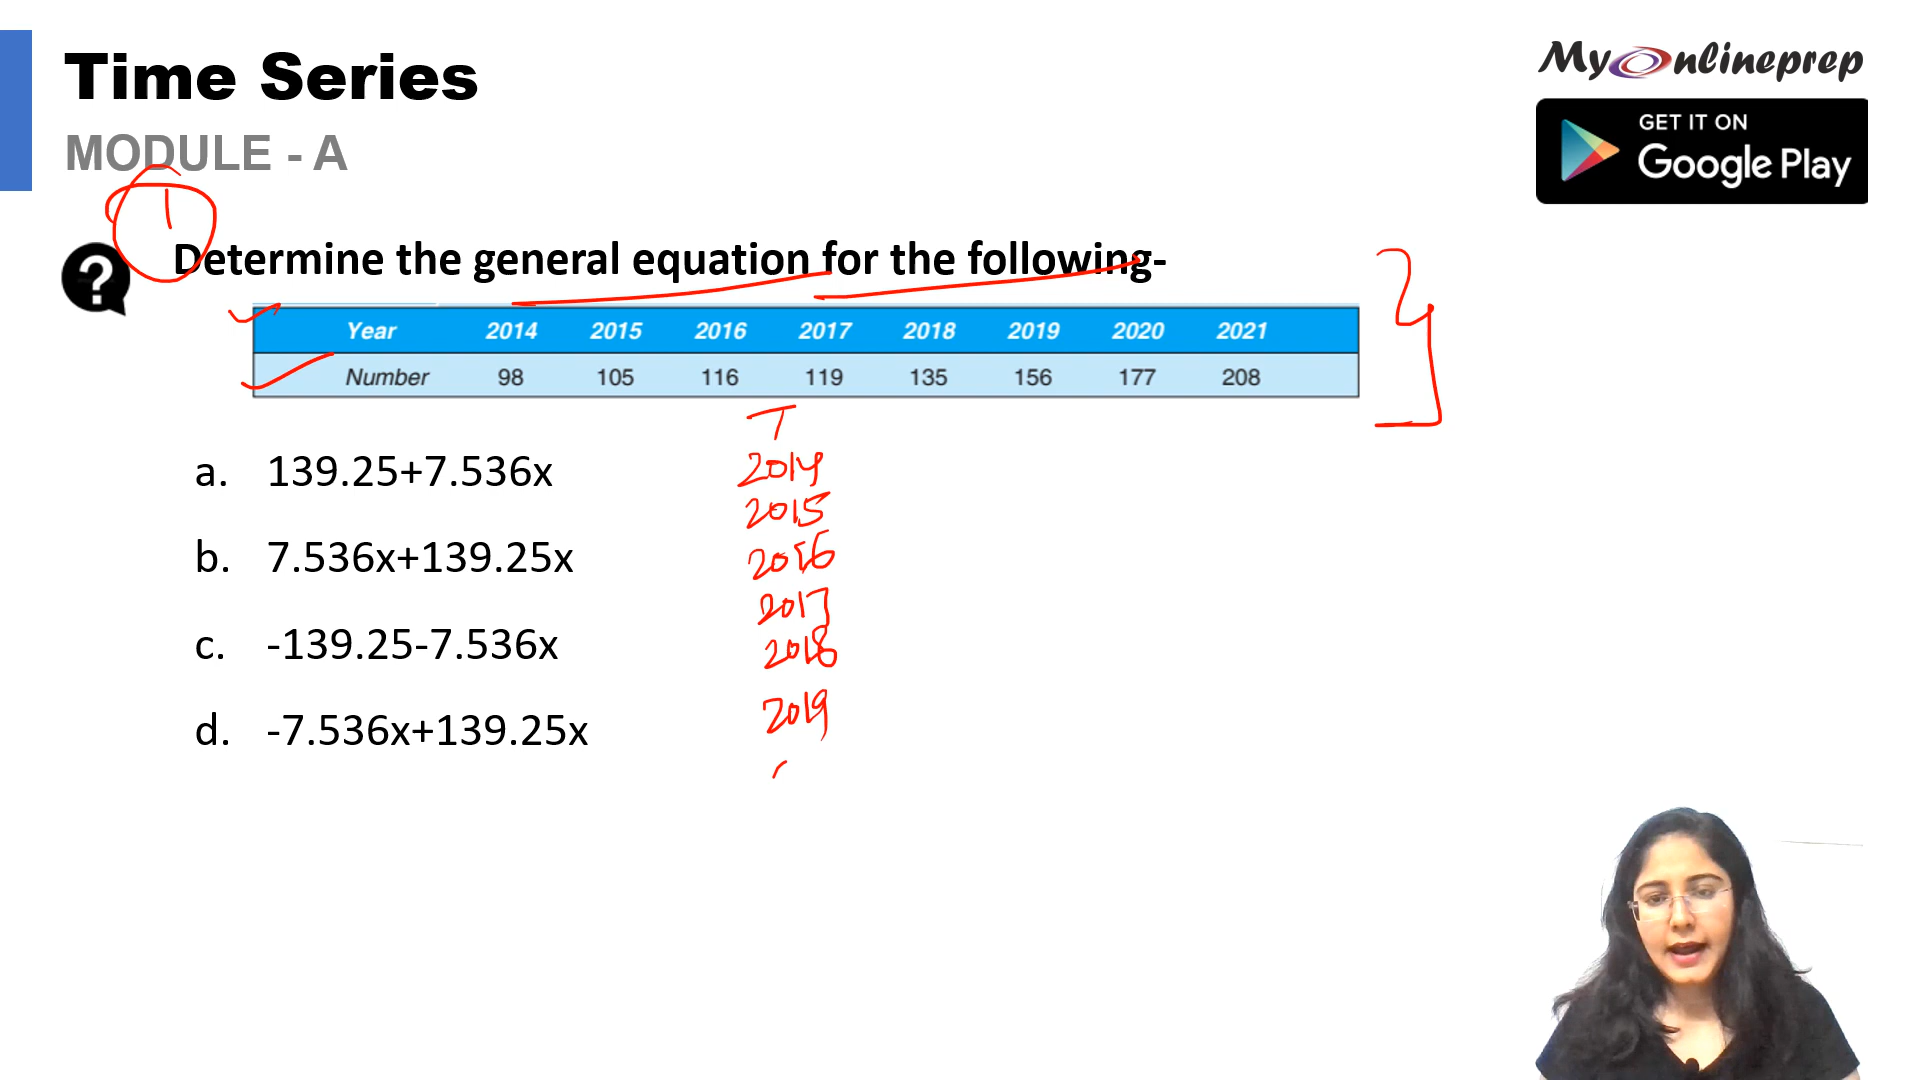 Time Series
MODULE - A
MyOnlineprep
GET IT ON
Google Play
1
Determine the general equation for the following-
Year 2014 2015 2016 2017 2018 2019 2020 2021
Number 98 105 116 119 135 156 177 208
a. 139.25+7.536x
b. 7.536x+139.25x
c. -139.25-7.536x
d. -7.536x+139.25x
T
2014
2015
2016
2017
2018
2019